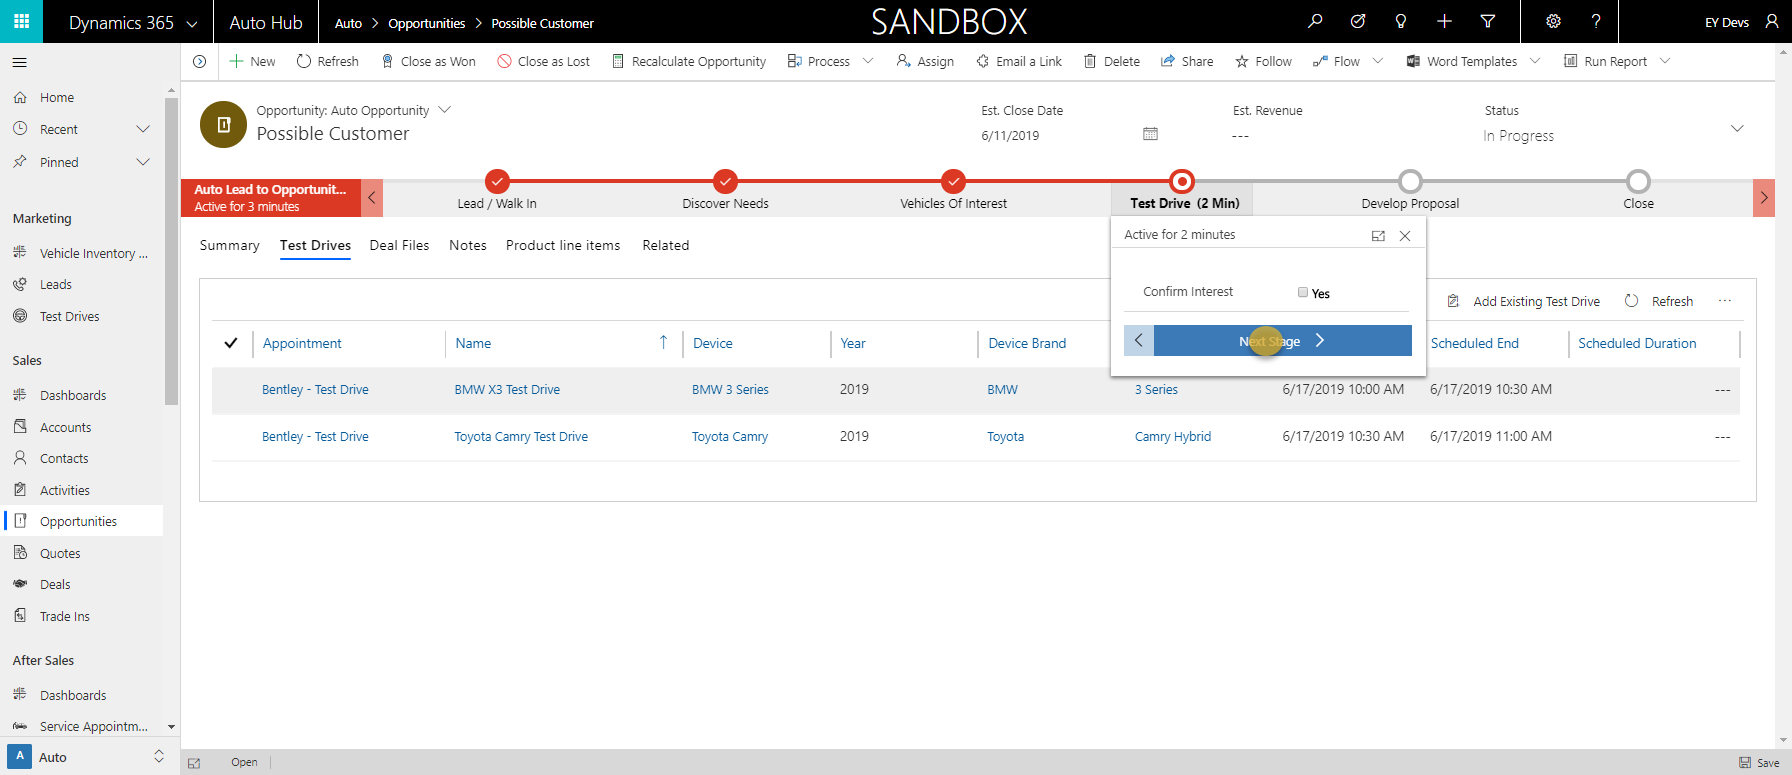 Dynamics 365
Auto Hub
Auto > Opportunities > Possible Customer
SANDBOX
EY Devs
New
Refresh
Close as Won
Close as Lost
Recalculate Opportunity
Process
Assign
Email a Link
Delete
Share
Follow
Flow
Word Templates
Run Report
Home
Recent
Pinned
Marketing
Vehicle Inventory ...
Leads
Test Drives
Sales
Dashboards
Accounts
Contacts
Activities
Opportunities
Quotes
Deals
Trade Ins
After Sales
Dashboards
Service Appointm...
A Auto
Opportunity: Auto Opportunity
Possible Customer
Est. Close Date
6/11/2019
Est. Revenue
---
Status
In Progress
Auto Lead to Opportunit...
Active for 3 minutes
Lead / Walk In
Discover Needs
Vehicles Of Interest
Test Drive (2 Min)
Develop Proposal
Close
Active for 2 minutes
Confirm Interest
Yes
Next Stage
Summary
Test Drives
Deal Files
Notes
Product line items
Related
Add Existing Test Drive
Refresh
...
Appointment Name Device Year Device Brand Scheduled End Scheduled Duration
Bentley - Test Drive BMW X3 Test Drive BMW 3 Series 2019 BMW 3 Series 6/17/2019 10:00 AM 6/17/2019 10:30 AM ---
Bentley - Test Drive Toyota Camry Test Drive Toyota Camry 2019 Toyota Camry Hybrid 6/17/2019 10:30 AM 6/17/2019 11:00 AM ---
Open
Save